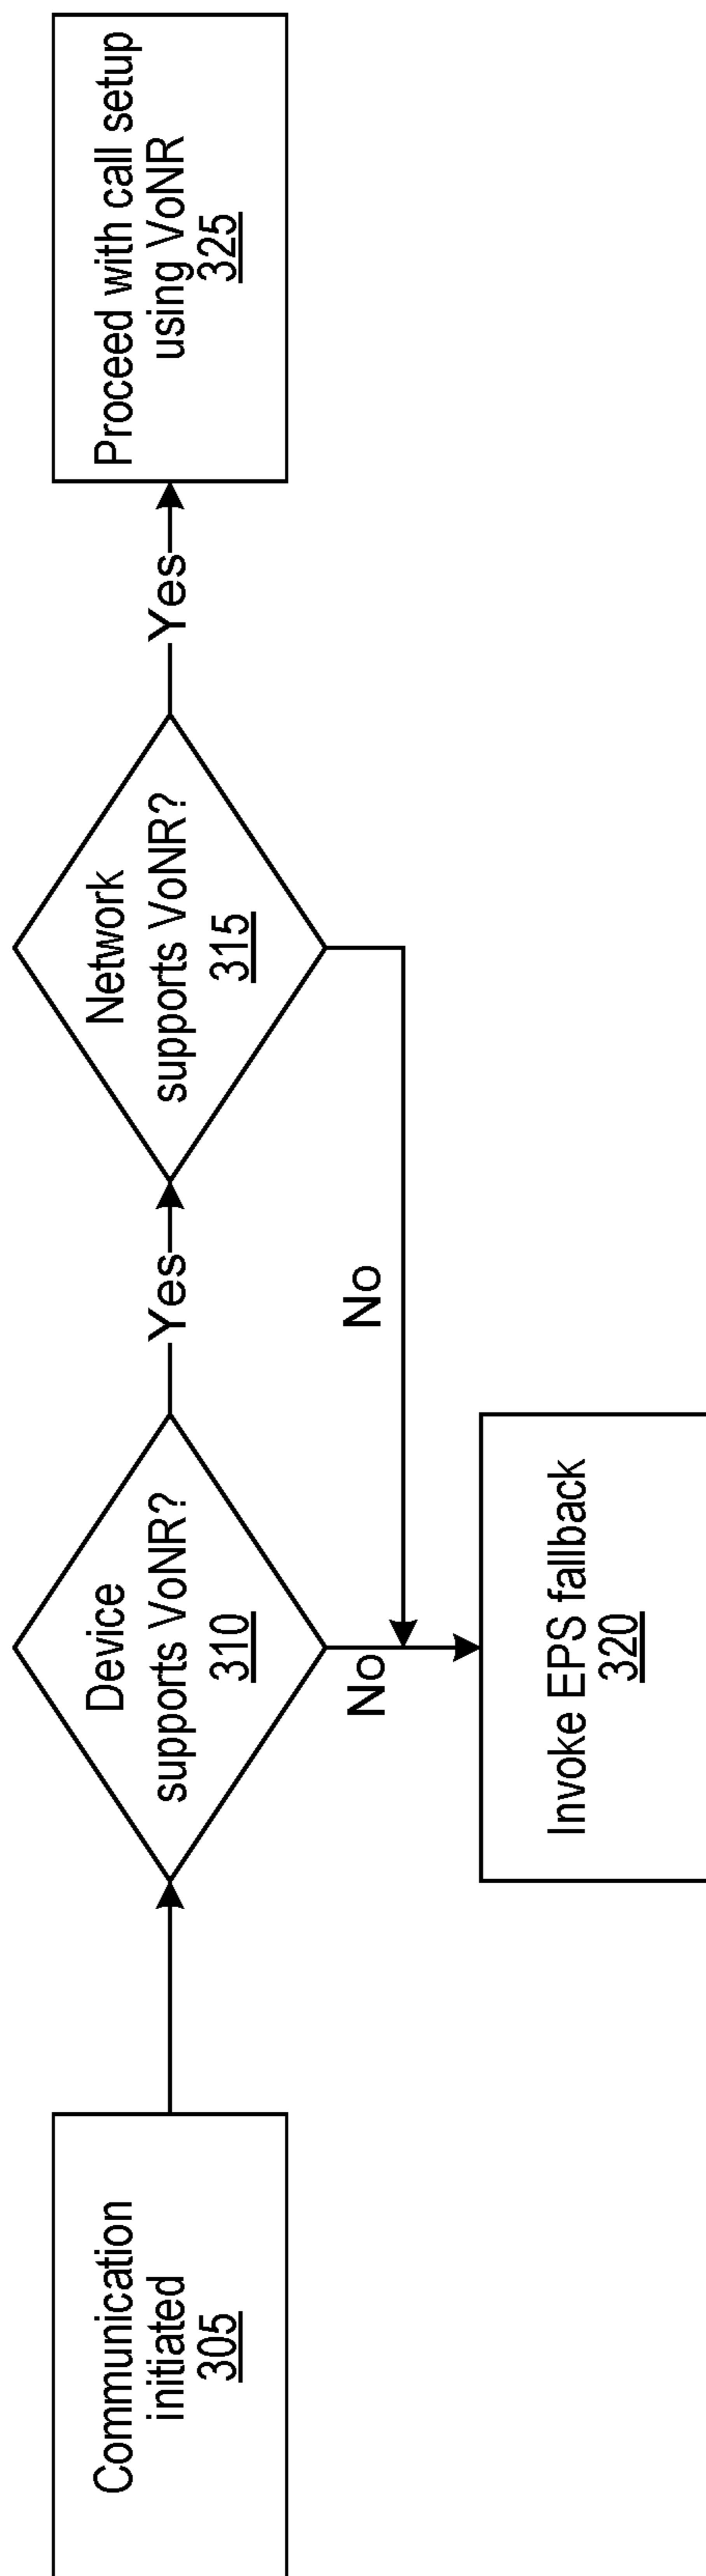 Communication
initiated
305
Device
supports VoNR?
310
Yes
Network
supports VoNR?
315
Yes
Proceed with call setup
using VoNR
325
No
No
Invoke EPS fallback
320